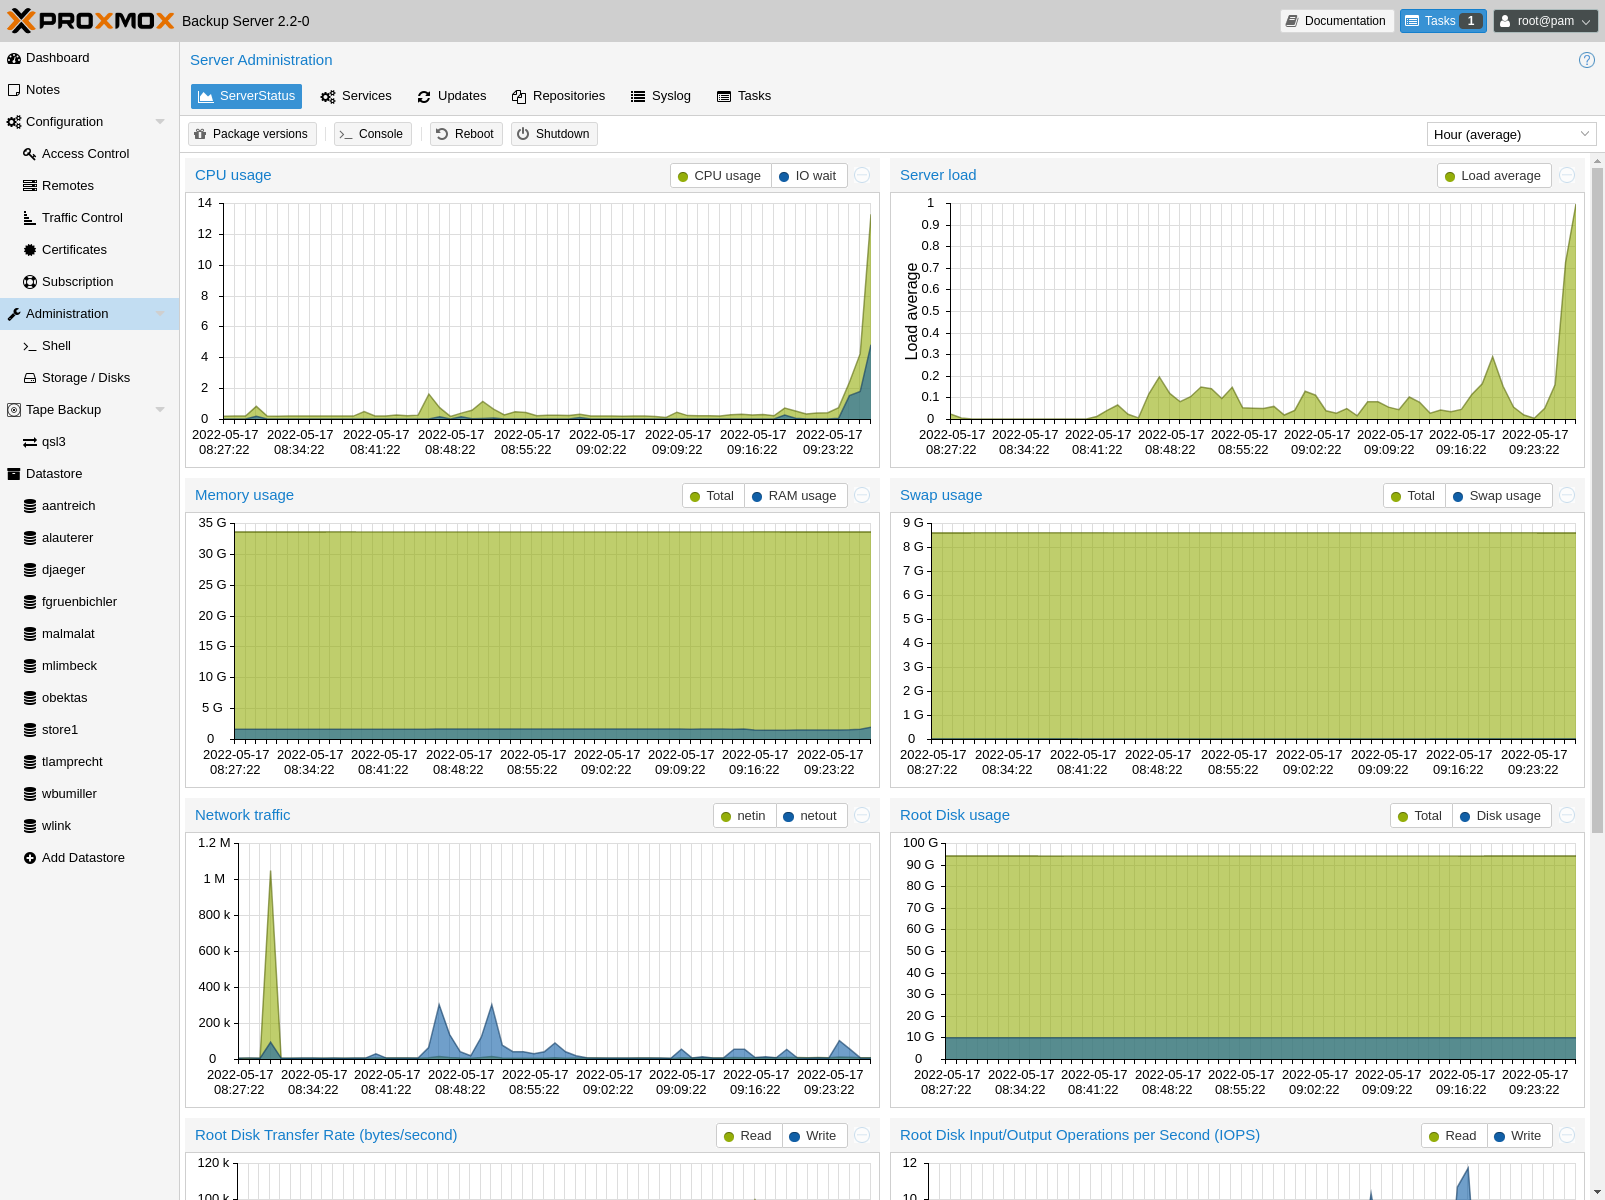 PROXMOX Backup Server 2.2-0
Documentation
Tasks 1
root@pam
Dashboard
Notes
Configuration
Access Control
Remotes
Traffic Control
Certificates
Subscription
Administration
Shell
Storage / Disks
Tape Backup
qsl3
Datastore
aantreich
alauterer
djaeger
fgruenbichler
malmalat
mlimbeck
obektas
store1
tlamprecht
wbumiller
wlink
Add Datastore
Server Administration
ServerStatus Services Updates Repositories Syslog Tasks
Package versions Console Reboot Shutdown Hour (average)
CPU usage
CPU usage IO wait
14
12
10
8
6
4
2
0
2022-05-17 2022-05-17 2022-05-17 2022-05-17 2022-05-17 2022-05-17 2022-05-17 2022-05-17 2022-05-17
08:27:22 08:34:22 08:41:22 08:48:22 08:55:22 09:02:22 09:09:22 09:16:22 09:23:22
Server load
Load average
Load average
1
0.9
0.8
0.7
0.6
0.5
0.4
0.3
0.2
0.1
0
2022-05-17 2022-05-17 2022-05-17 2022-05-17 2022-05-17 2022-05-17 2022-05-17 2022-05-17 2022-05-17
08:27:22 08:34:22 08:41:22 08:48:22 08:55:22 09:02:22 09:09:22 09:16:22 09:23:22
Memory usage
Total RAM usage
35 G
30 G
25 G
20 G
15 G
10 G
5 G
0
2022-05-17 2022-05-17 2022-05-17 2022-05-17 2022-05-17 2022-05-17 2022-05-17 2022-05-17 2022-05-17
08:27:22 08:34:22 08:41:22 08:48:22 08:55:22 09:02:22 09:09:22 09:16:22 09:23:22
Swap usage
Total Swap usage
9 G
8 G
7 G
6 G
5 G
4 G
3 G
2 G
1 G
0
2022-05-17 2022-05-17 2022-05-17 2022-05-17 2022-05-17 2022-05-17 2022-05-17 2022-05-17 2022-05-17
08:27:22 08:34:22 08:41:22 08:48:22 08:55:22 09:02:22 09:09:22 09:16:22 09:23:22
Network traffic
netin netout
1.2 M
1 M
800 k
600 k
400 k
200 k
0
2022-05-17 2022-05-17 2022-05-17 2022-05-17 2022-05-17 2022-05-17 2022-05-17 2022-05-17 2022-05-17
08:27:22 08:34:22 08:41:22 08:48:22 08:55:22 09:02:22 09:09:22 09:16:22 09:23:22
Root Disk usage
Total Disk usage
100 G
90 G
80 G
70 G
60 G
50 G
40 G
30 G
20 G
10 G
0
2022-05-17 2022-05-17 2022-05-17 2022-05-17 2022-05-17 2022-05-17 2022-05-17 2022-05-17 2022-05-17
08:27:22 08:34:22 08:41:22 08:48:22 08:55:22 09:02:22 09:09:22 09:16:22 09:23:22
Root Disk Transfer Rate (bytes/second)
Read Write
120 k
100 k
Root Disk Input/Output Operations per Second (IOPS)
Read Write
12
10